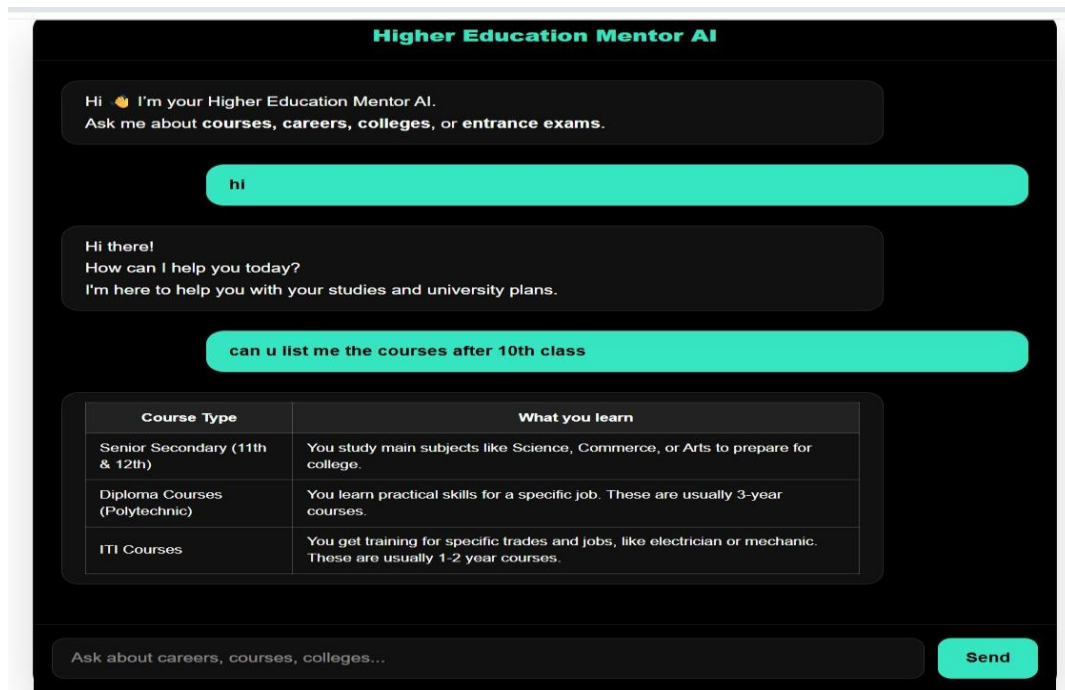 Higher Education Mentor AI
Hi 👋 I'm your Higher Education Mentor AI.
Ask me about courses, careers, colleges, or entrance exams.
hi
Hi there!
How can I help you today?
I'm here to help you with your studies and university plans.
can u list me the courses after 10th class
Course Type What you learn
Senior Secondary (11th
& 12th)
You study main subjects like Science, Commerce, or Arts to prepare for
college.
Diploma Courses
(Polytechnic)
You learn practical skills for a specific job. These are usually 3-year
courses.
ITI Courses
You get training for specific trades and jobs, like electrician or mechanic.
These are usually 1-2 year courses.
Ask about careers, courses, colleges...
Send